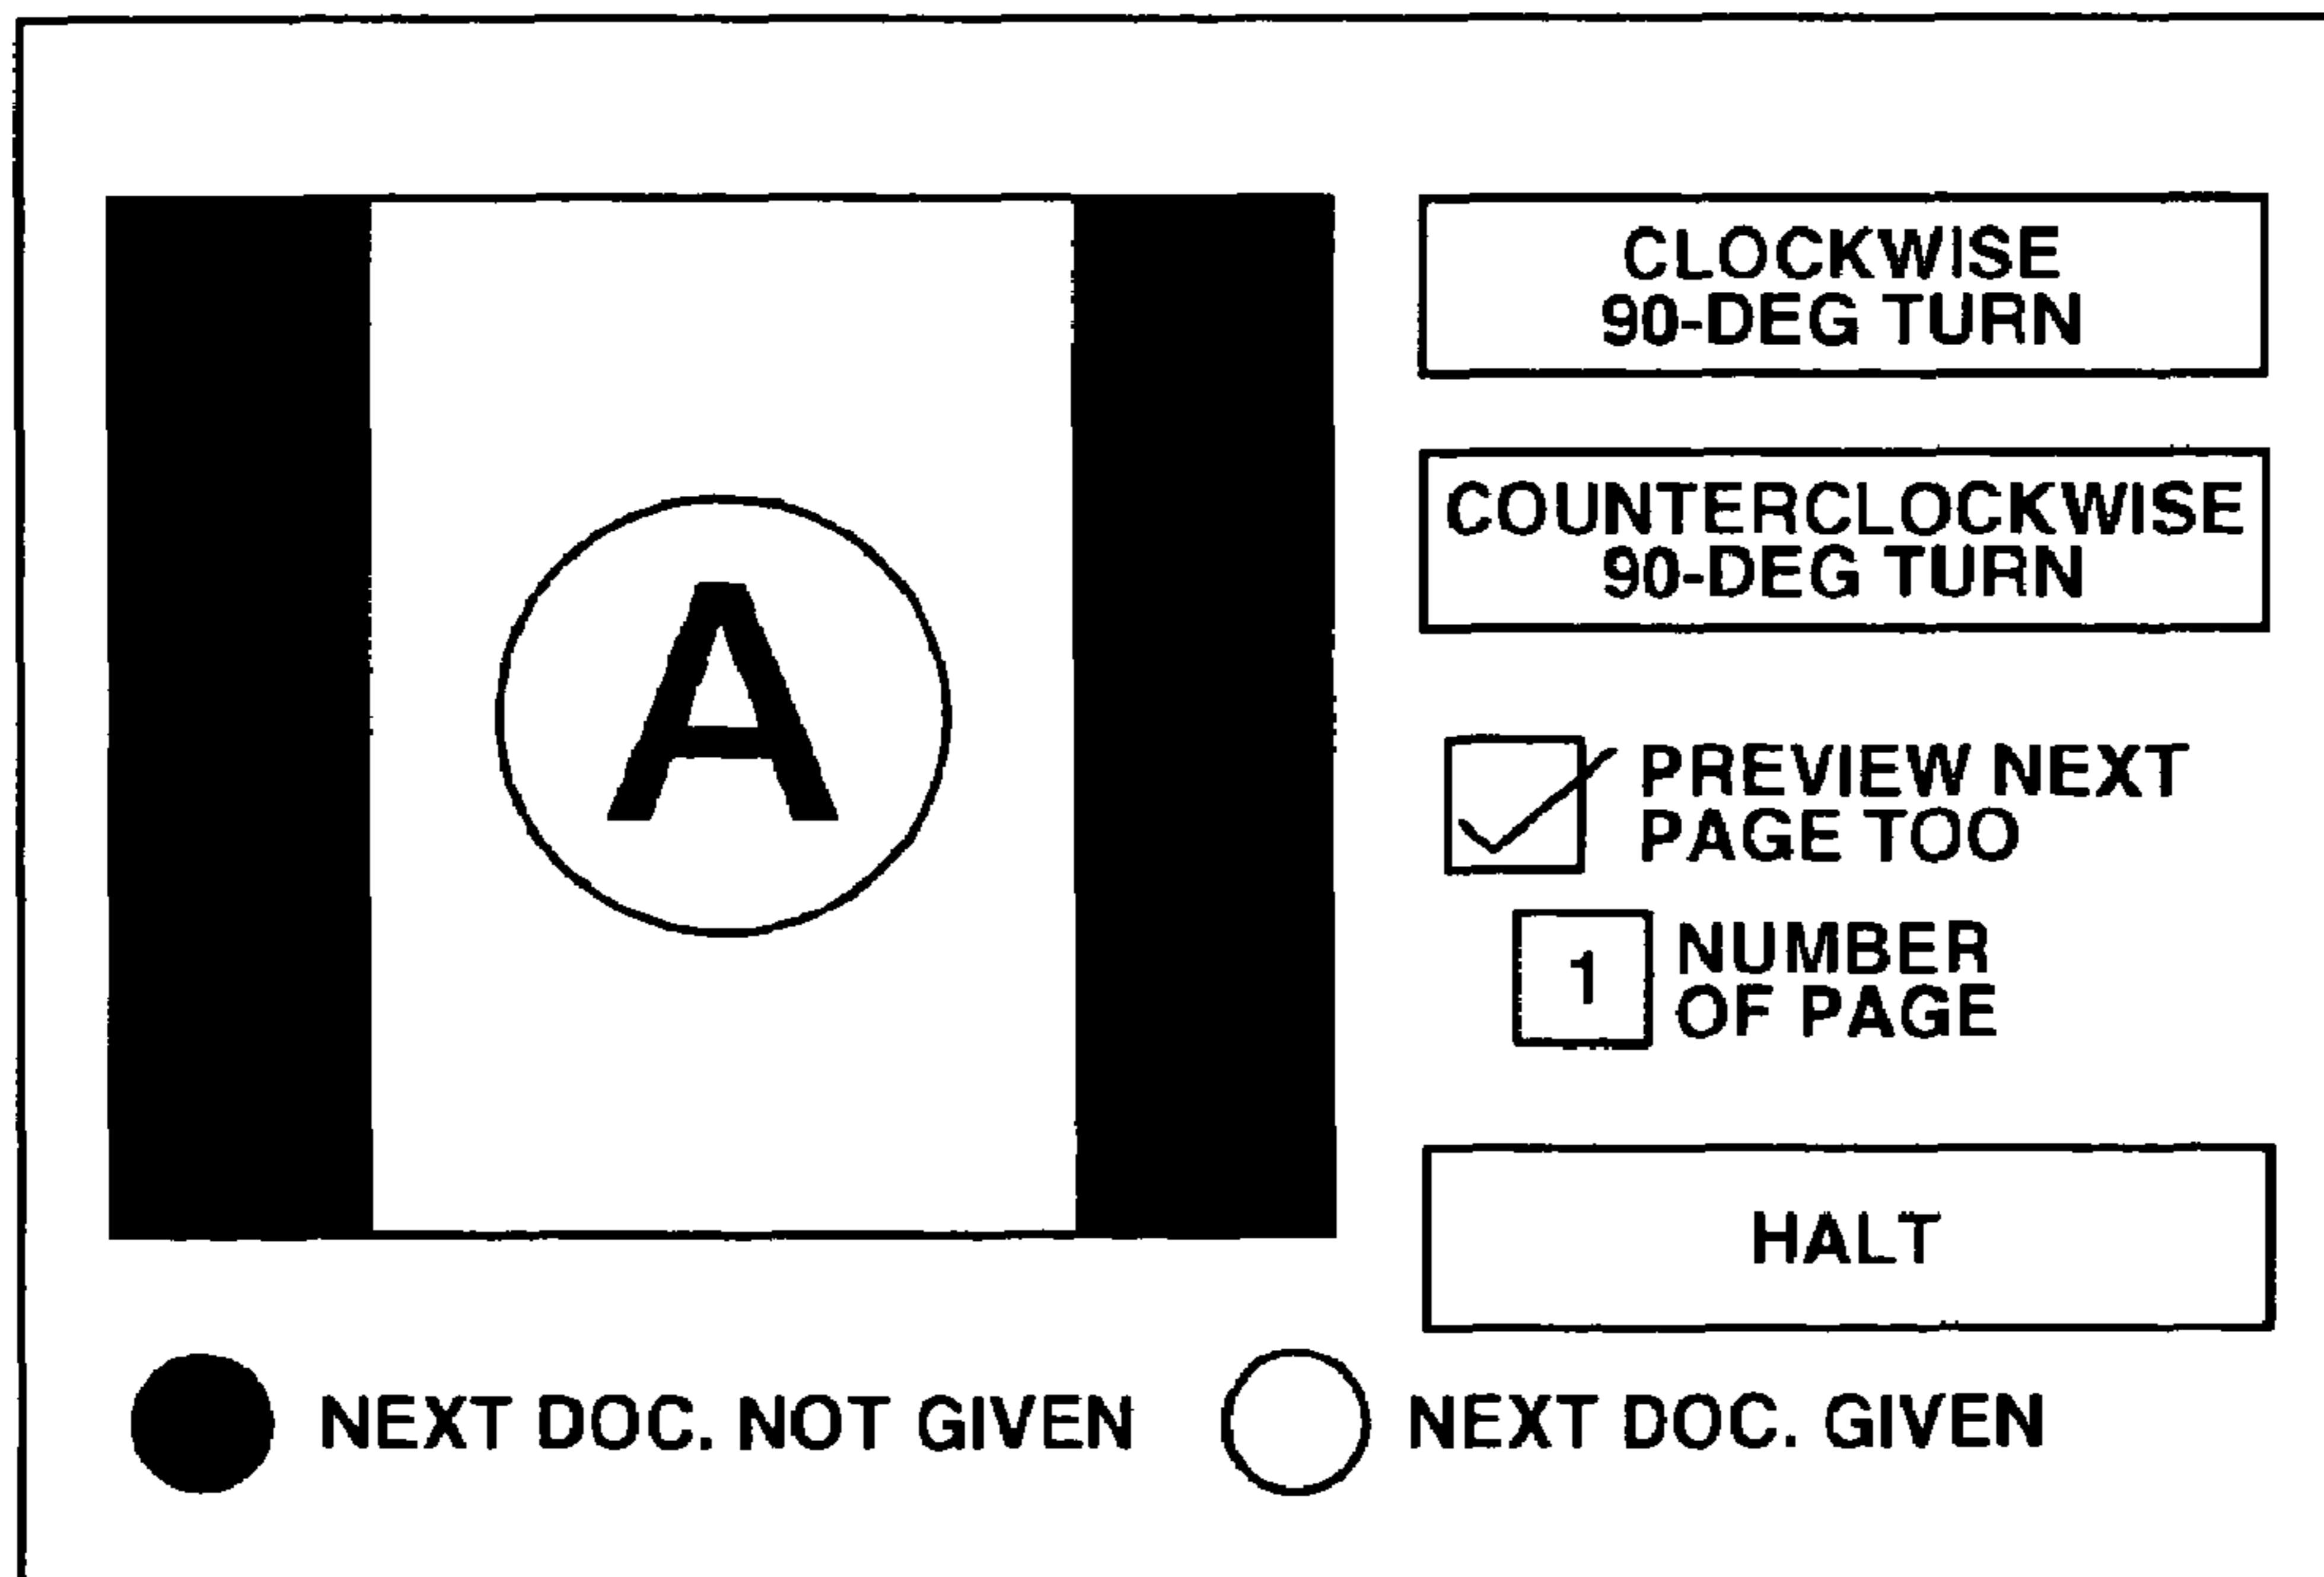 A
CLOCKWISE
90-DEG TURN
COUNTERCLOCKWISE
90-DEG TURN
PREVIEW NEXT
PAGE TOO
1
NUMBER
OF PAGE
HALT
NEXT DOC. NOT GIVEN
NEXT DOC. GIVEN